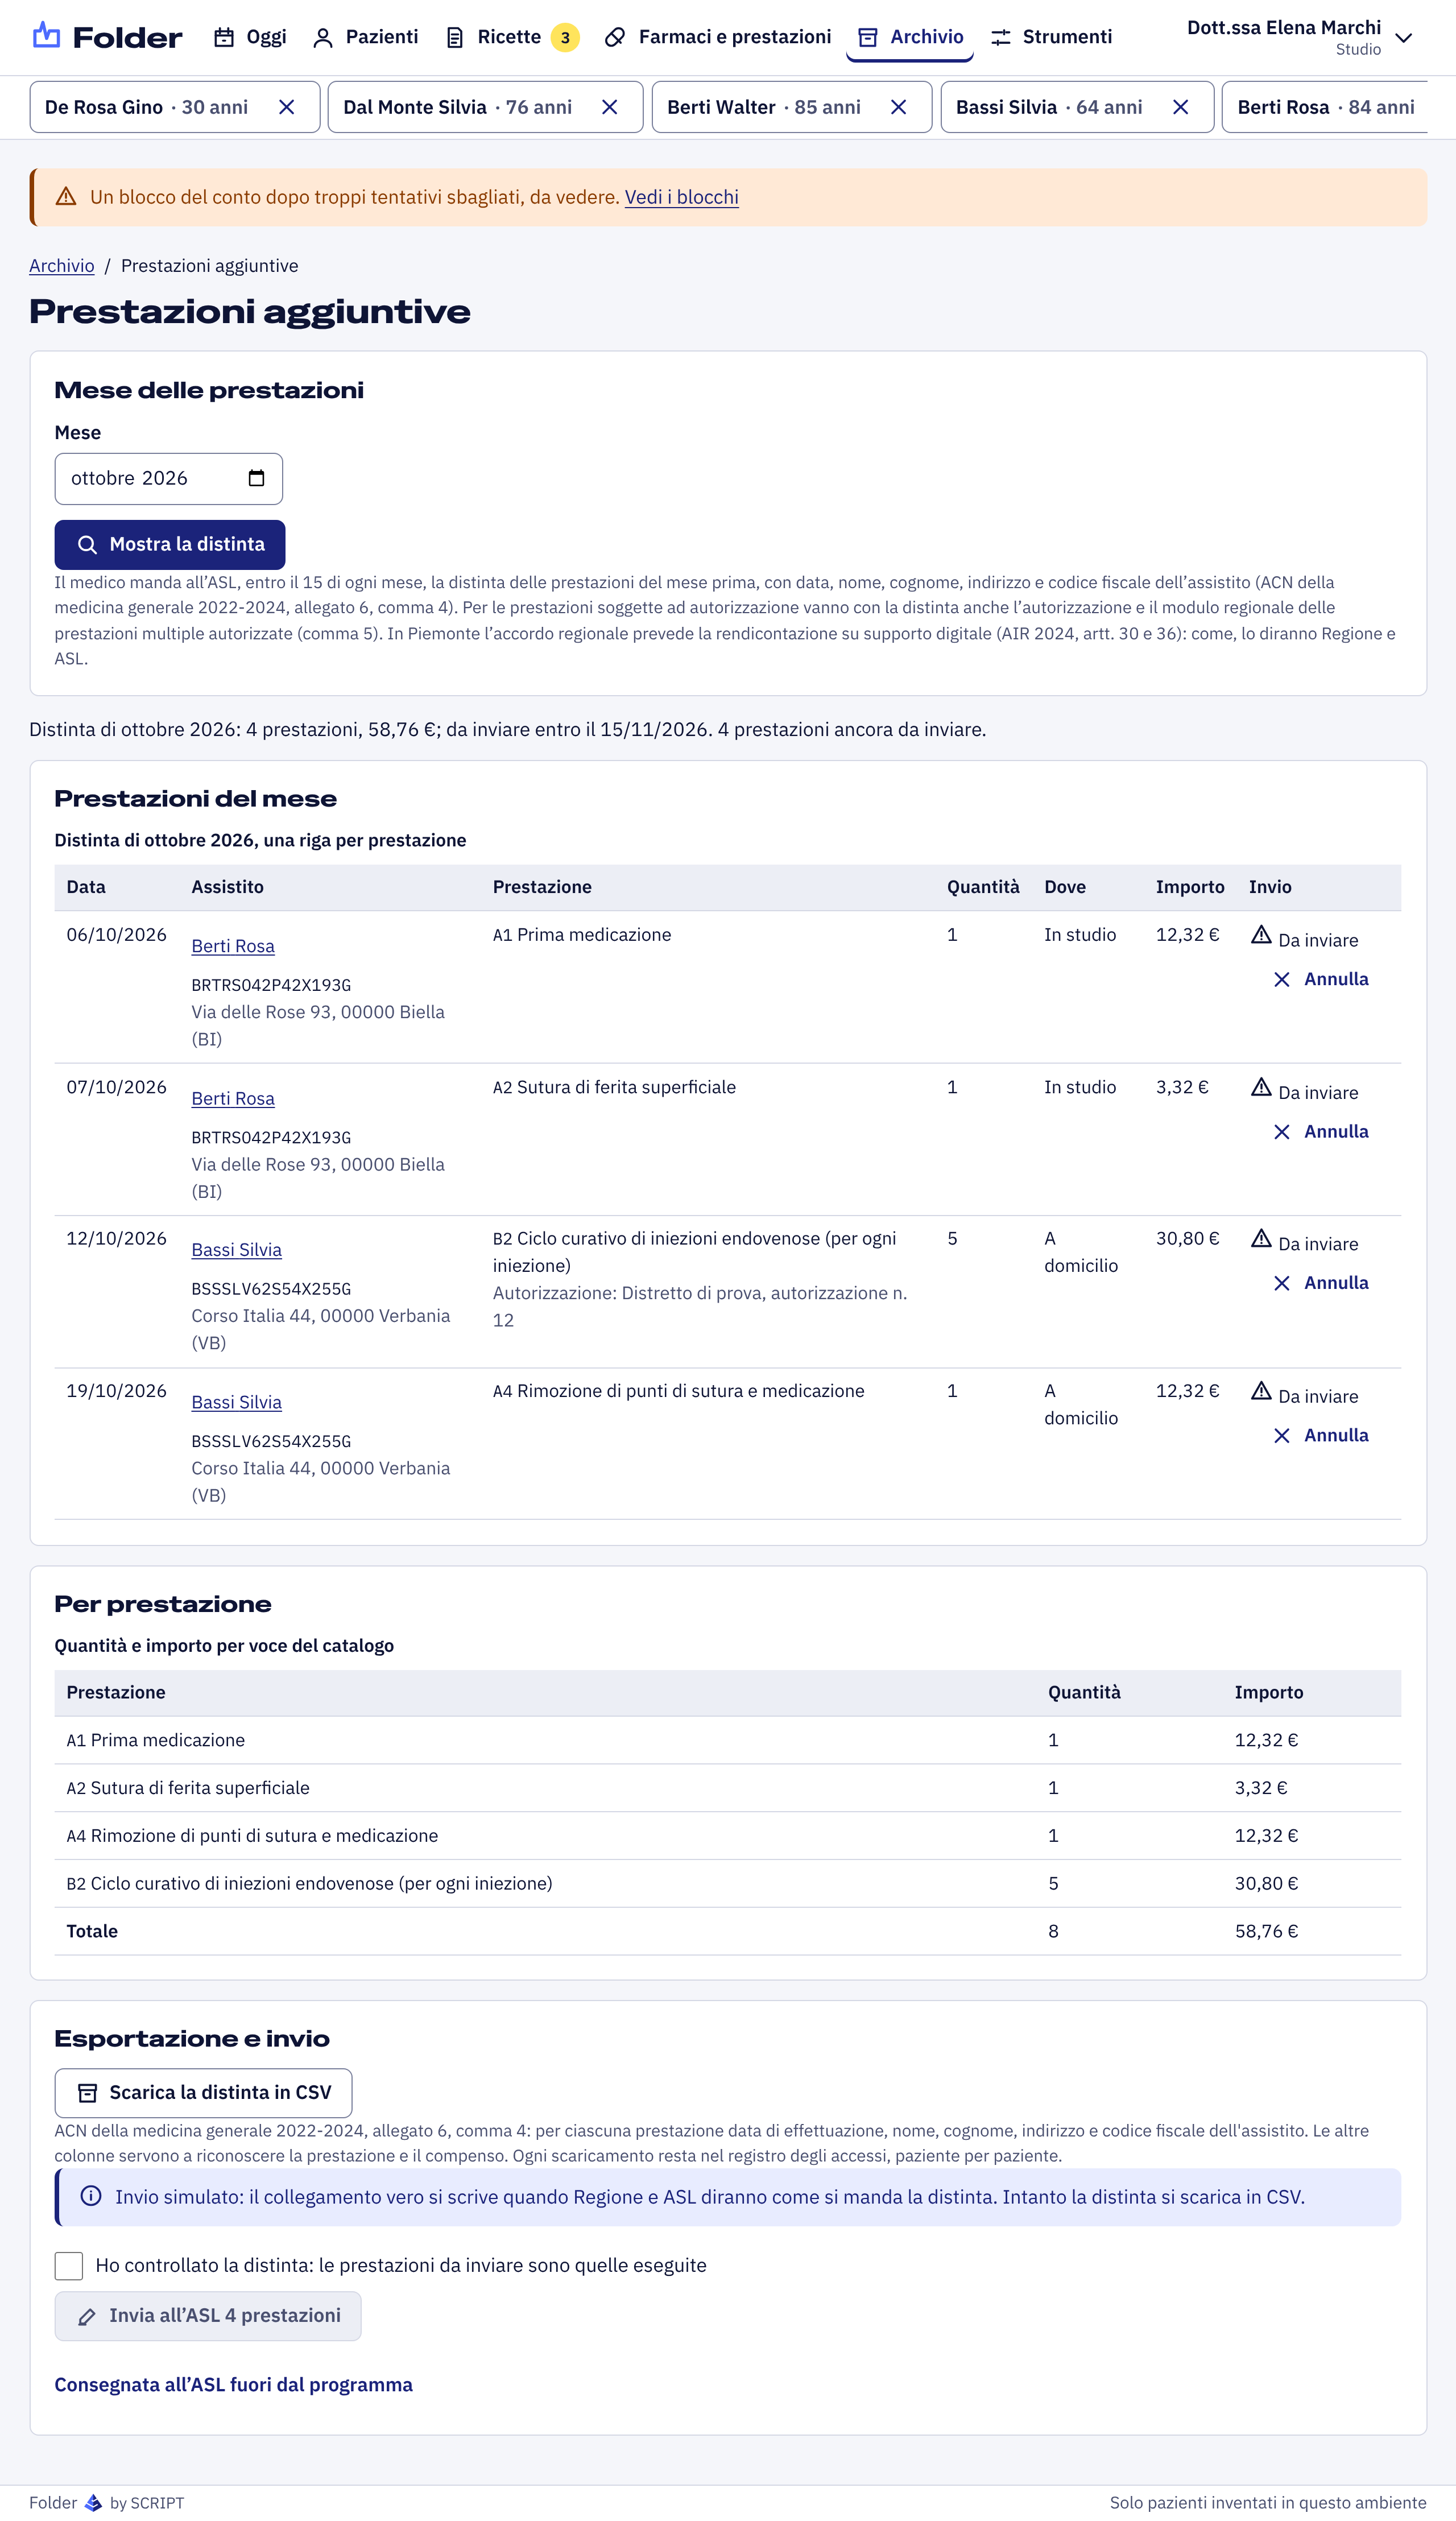 Folder
Oggi
Pazienti
Ricette 3
Farmaci e prestazioni
Archivio
Strumenti
Dott.ssa Elena Marchi
Studio
De Rosa Gino · 30 anni
Dal Monte Silvia · 76 anni
Berti Walter · 85 anni
Bassi Silvia · 64 anni
Berti Rosa · 84 anni
Un blocco del conto dopo troppi tentativi sbagliati, da vedere. Vedi i blocchi
Archivio / Prestazioni aggiuntive
Prestazioni aggiuntive
Mese delle prestazioni
Mese
ottobre 2026
Mostra la distinta
Il medico manda all’ASL, entro il 15 di ogni mese, la distinta delle prestazioni del mese prima, con data, nome, cognome, indirizzo e codice fiscale dell’assistito (ACN della
medicina generale 2022-2024, allegato 6, comma 4). Per le prestazioni soggette ad autorizzazione vanno con la distinta anche l’autorizzazione e il modulo regionale delle
prestazioni multiple autorizzate (comma 5). In Piemonte l’accordo regionale prevede la rendicontazione su supporto digitale (AIR 2024, artt. 30 e 36): come, lo diranno Regione e
ASL.
Distinta di ottobre 2026: 4 prestazioni, 58,76 €; da inviare entro il 15/11/2026. 4 prestazioni ancora da inviare.
Prestazioni del mese
Distinta di ottobre 2026, una riga per prestazione
Data Assistito Prestazione Quantità Dove Importo Invio
06/10/2026 Berti Rosa A1 Prima medicazione 1 In studio 12,32 € Da inviare
Annulla
BRTRSO42P42X193G
Via delle Rose 93, 00000 Biella
(BI)
07/10/2026 Berti Rosa A2 Sutura di ferita superficiale 1 In studio 3,32 € Da inviare
Annulla
BRTRSO42P42X193G
Via delle Rose 93, 00000 Biella
(BI)
12/10/2026 Bassi Silvia B2 Ciclo curativo di iniezioni endovenose (per ogni 5 A 30,80 € Da inviare
iniezione) domicilio Annulla
BSSSLV62S54X255G
Autorizzazione: Distretto di prova, autorizzazione n.
Corso Italia 44, 00000 Verbania
12
(VB)
19/10/2026 Bassi Silvia A4 Rimozione di punti di sutura e medicazione 1 A 12,32 € Da inviare
domicilio Annulla
BSSSLV62S54X255G
Corso Italia 44, 00000 Verbania
(VB)
Per prestazione
Quantità e importo per voce del catalogo
Prestazione Quantità Importo
A1 Prima medicazione 1 12,32 €
A2 Sutura di ferita superficiale 1 3,32 €
A4 Rimozione di punti di sutura e medicazione 1 12,32 €
B2 Ciclo curativo di iniezioni endovenose (per ogni iniezione) 5 30,80 €
Totale 8 58,76 €
Esportazione e invio
Scarica la distinta in CSV
ACN della medicina generale 2022-2024, allegato 6, comma 4: per ciascuna prestazione data di effettuazione, nome, cognome, indirizzo e codice fiscale dell'assistito. Le altre
colonne servono a riconoscere la prestazione e il compenso. Ogni scaricamento resta nel registro degli accessi, paziente per paziente.
Invio simulato: il collegamento vero si scrive quando Regione e ASL diranno come si manda la distinta. Intanto la distinta si scarica in CSV.
Ho controllato la distinta: le prestazioni da inviare sono quelle eseguite
Invia all’ASL 4 prestazioni
Consegnata all’ASL fuori dal programma
Folder by SCRIPT
Solo pazienti inventati in questo ambiente